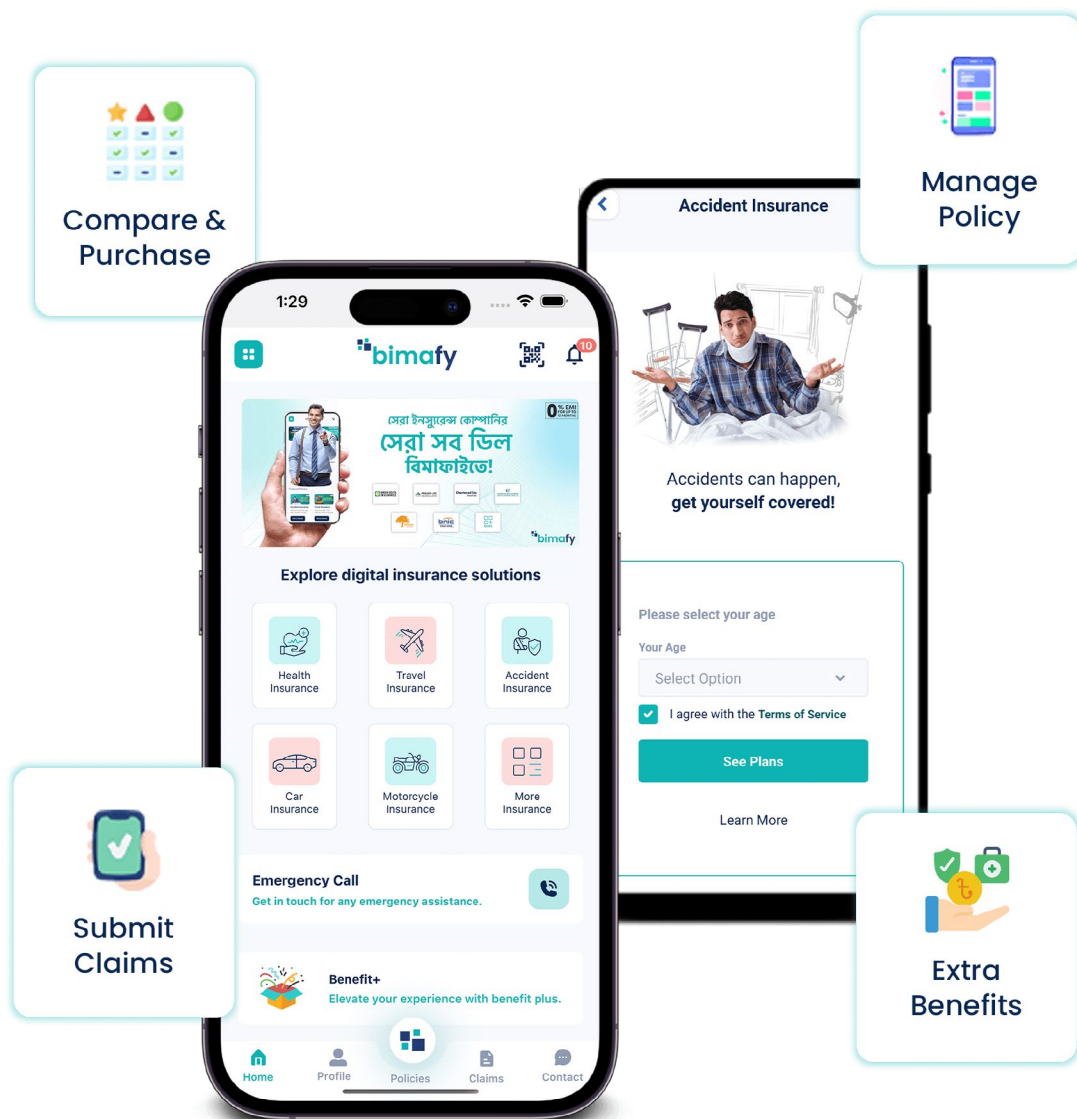 Compare &
Purchase
Manage
Policy
Submit
Claims
Extra
Benefits
1:29
bimafy
10
সেরা ইনস্যুরেন্স কোম্পানির
সেরা সব ডিল
বিমাফাইতে!
0% EMI
bimafy
Explore digital insurance solutions
Health
Insurance
Travel
Insurance
Accident
Insurance
Car
Insurance
Motorcycle
Insurance
More
Insurance
Emergency Call
Get in touch for any emergency assistance.
Benefit+
Elevate your experience with benefit plus.
Home
Profile
Policies
Claims
Contact
Accident Insurance
Accidents can happen,
get yourself covered!
Please select your age
Your Age
Select Option
I agree with the Terms of Service
See Plans
Learn More